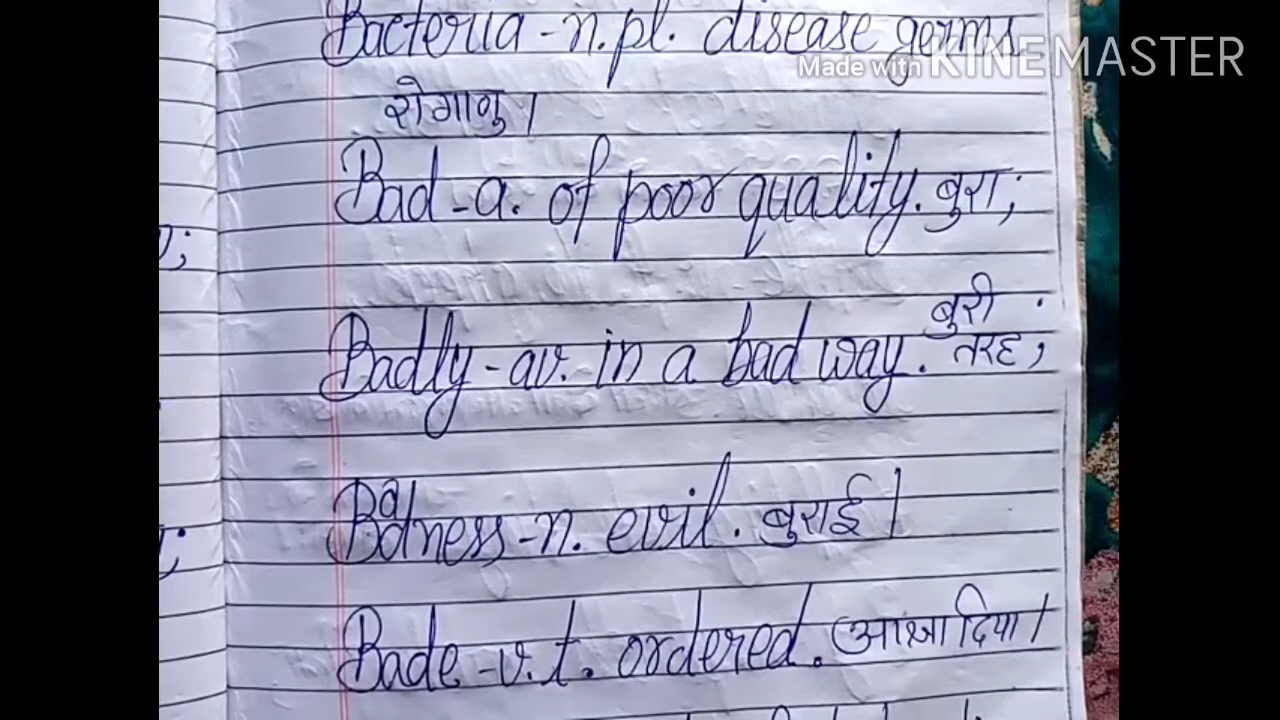 Bacteria - n. pl. disease germs
Made with KINEMASTER
रोगानु।
Bad - a. of poor quality. बुरा;
Badly - av. in a bad way. बुरी तरह;
Badness - n. evil. बुराई।
Bade - v. t. ordered. आज्ञा दिया।